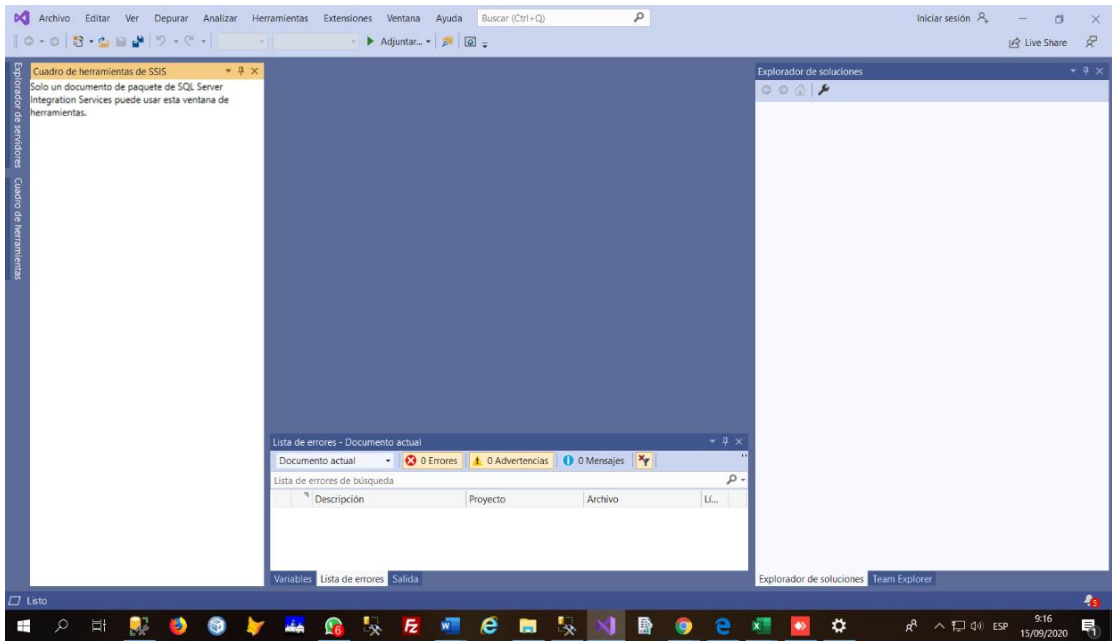 Archivo Editar Ver Depurar Analizar Herramientas Extensiones Ventana Ayuda Buscar (Ctrl+Q) Iniciar sesión
Adjuntar... Live Share
Explorador de servidores
Cuadro de herramientas
Cuadro de herramientas de SSIS
Solo un documento de paquete de SQL Server
Integration Services puede usar esta ventana de
herramientas.
Explorador de soluciones
Lista de errores - Documento actual
Documento actual 0 Errores 0 Advertencias 0 Mensajes
Lista de errores de búsqueda
Descripción Proyecto Archivo Lí...
Variables Lista de errores Salida
Explorador de soluciones Team Explorer
Listo
ESP
9:16
15/09/2020